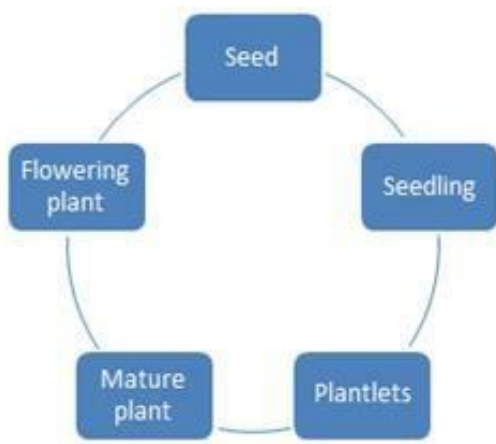 Seed
Seedling
Plantlets
Mature
plant
Flowering
plant